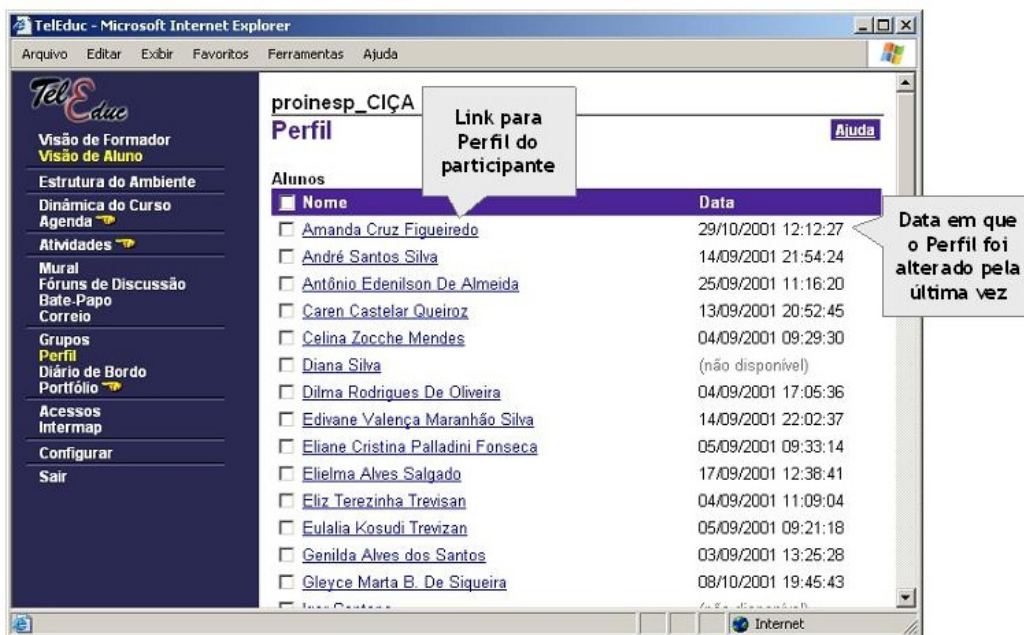 TelEduc - Microsoft Internet Explorer
Arquivo Editar Exibir Favoritos Ferramentas Ajuda
TelEduc
Visão de Formador
Visão de Aluno
Estrutura do Ambiente
Dinâmica do Curso
Agenda
Atividades
Mural
Fóruns de Discussão
Bate-Papo
Correio
Grupos
Perfil
Diário de Bordo
Portfólio
Acessos
Intermap
Configurar
Sair
proinesp_CIÇA
Perfil
Ajuda
Link para
Perfil do
participante
Alunos
Nome Data
Amanda Cruz Figueiredo 29/10/2001 12:12:27
André Santos Silva 14/09/2001 21:54:24
Antônio Edenilson De Almeida 25/09/2001 11:16:20
Caren Castelar Queiroz 13/09/2001 20:52:45
Celina Zocche Mendes 04/09/2001 09:29:30
Diana Silva (não disponível)
Dilma Rodrigues De Oliveira 04/09/2001 17:05:36
Edivane Valença Maranhão Silva 14/09/2001 22:02:37
Eliane Cristina Palladini Fonseca 05/09/2001 09:33:14
Elielma Alves Salgado 17/09/2001 12:38:41
Eliz Terezinha Trevisan 04/09/2001 11:09:04
Eulalia Kosudi Trevizan 05/09/2001 09:21:18
Genilda Alves dos Santos 03/09/2001 13:25:28
Gleyce Marta B. De Siqueira 08/10/2001 19:45:43
Data em que
o Perfil foi
alterado pela
última vez
Internet